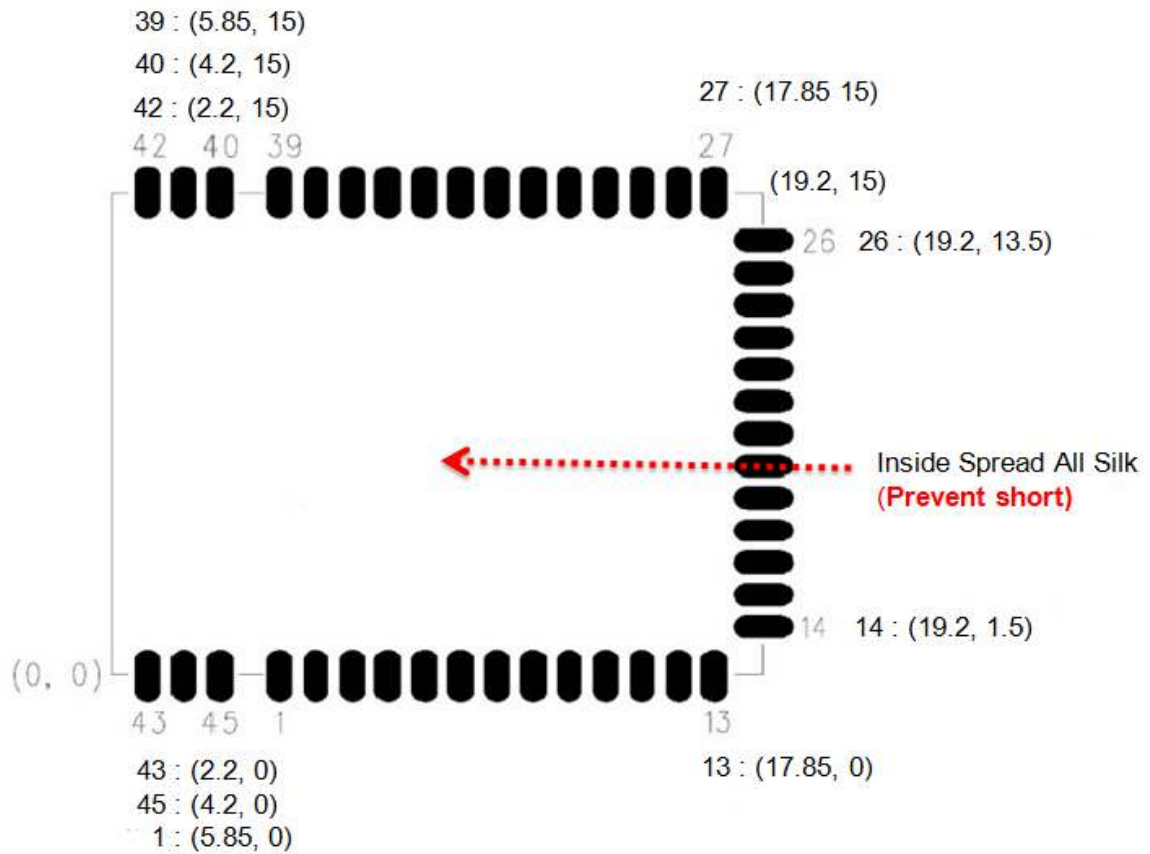 39 : (5.85, 15)
40 : (4.2, 15)
42 : (2.2, 15)
27 : (17.85 15)
42 40 39 27
(19.2, 15)
26 26 : (19.2, 13.5)
Inside Spread All Silk
(Prevent short)
14 14 : (19.2, 1.5)
(0, 0)
43 45 1 13
43 : (2.2, 0)
45 : (4.2, 0)
1 : (5.85, 0)
13 : (17.85, 0)